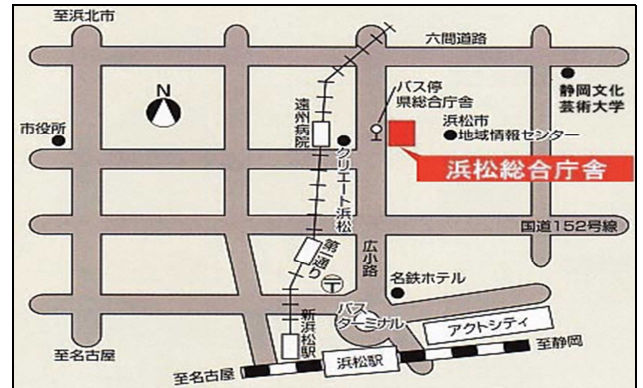 至浜北市
六間道路
N
バス停
県総合庁舎
静岡文化
芸術大学
遠州病院
浜松市
地域情報センター
市役所
クリエート浜松
浜松総合庁舎
国道152号線
第一通り
広小路
〒
名鉄ホテル
バス
ターミナル
新浜松駅
アクトシティ
至名古屋
浜松駅
至静岡
至名古屋